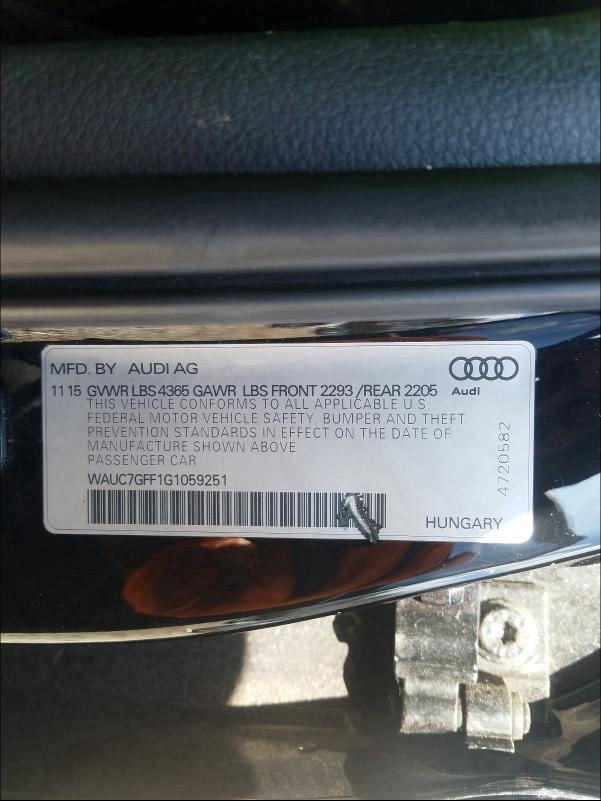 MFD. BY AUDI AG
11 15 GVWR LBS 4365 GAWR LBS FRONT 2293 /REAR 2205
Audi
THIS VEHICLE CONFORMS TO ALL APPLICABLE U S
FEDERAL MOTOR VEHICLE SAFETY, BUMPER AND THEFT
PREVENTION STANDARDS IN EFFECT ON THE DATE OF
MANUFACTURE SHOWN ABOVE
PASSENGER CAR
WAUC7GFF1G1059251
4720582
HUNGARY